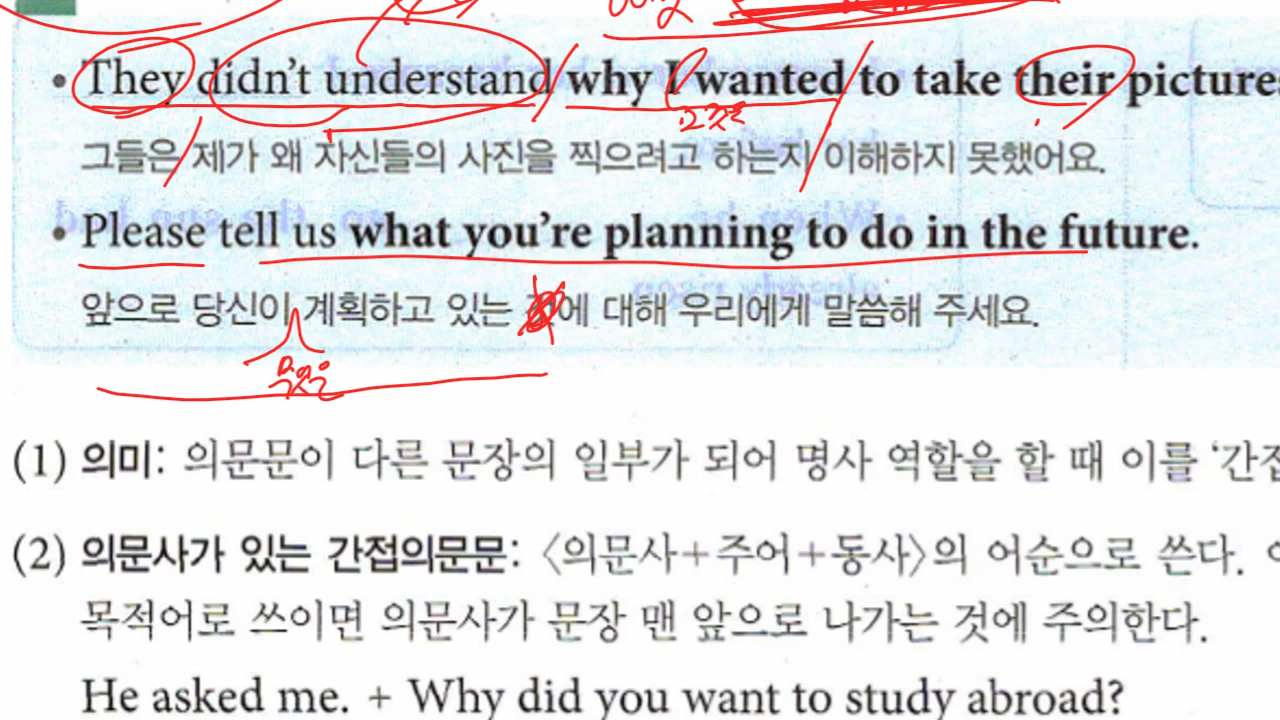 • They didn't understand why I wanted to take their picture
그들은 제가 왜 자신들의 사진을 찍으려고 하는지 이해하지 못했어요.
• Please tell us what you're planning to do in the future.
앞으로 당신이 계획하고 있는 에 대해 우리에게 말씀해 주세요.
무엇을
(1) 의미: 의문문이 다른 문장의 일부가 되어 명사 역할을 할 때 이를 ‘간접
(2) 의문사가 있는 간접의문문: 〈의문사+주어+동사〉의 어순으로 쓴다.
목적어로 쓰이면 의문사가 문장 맨 앞으로 나가는 것에 주의한다.
He asked me. + Why did you want to study abroad?